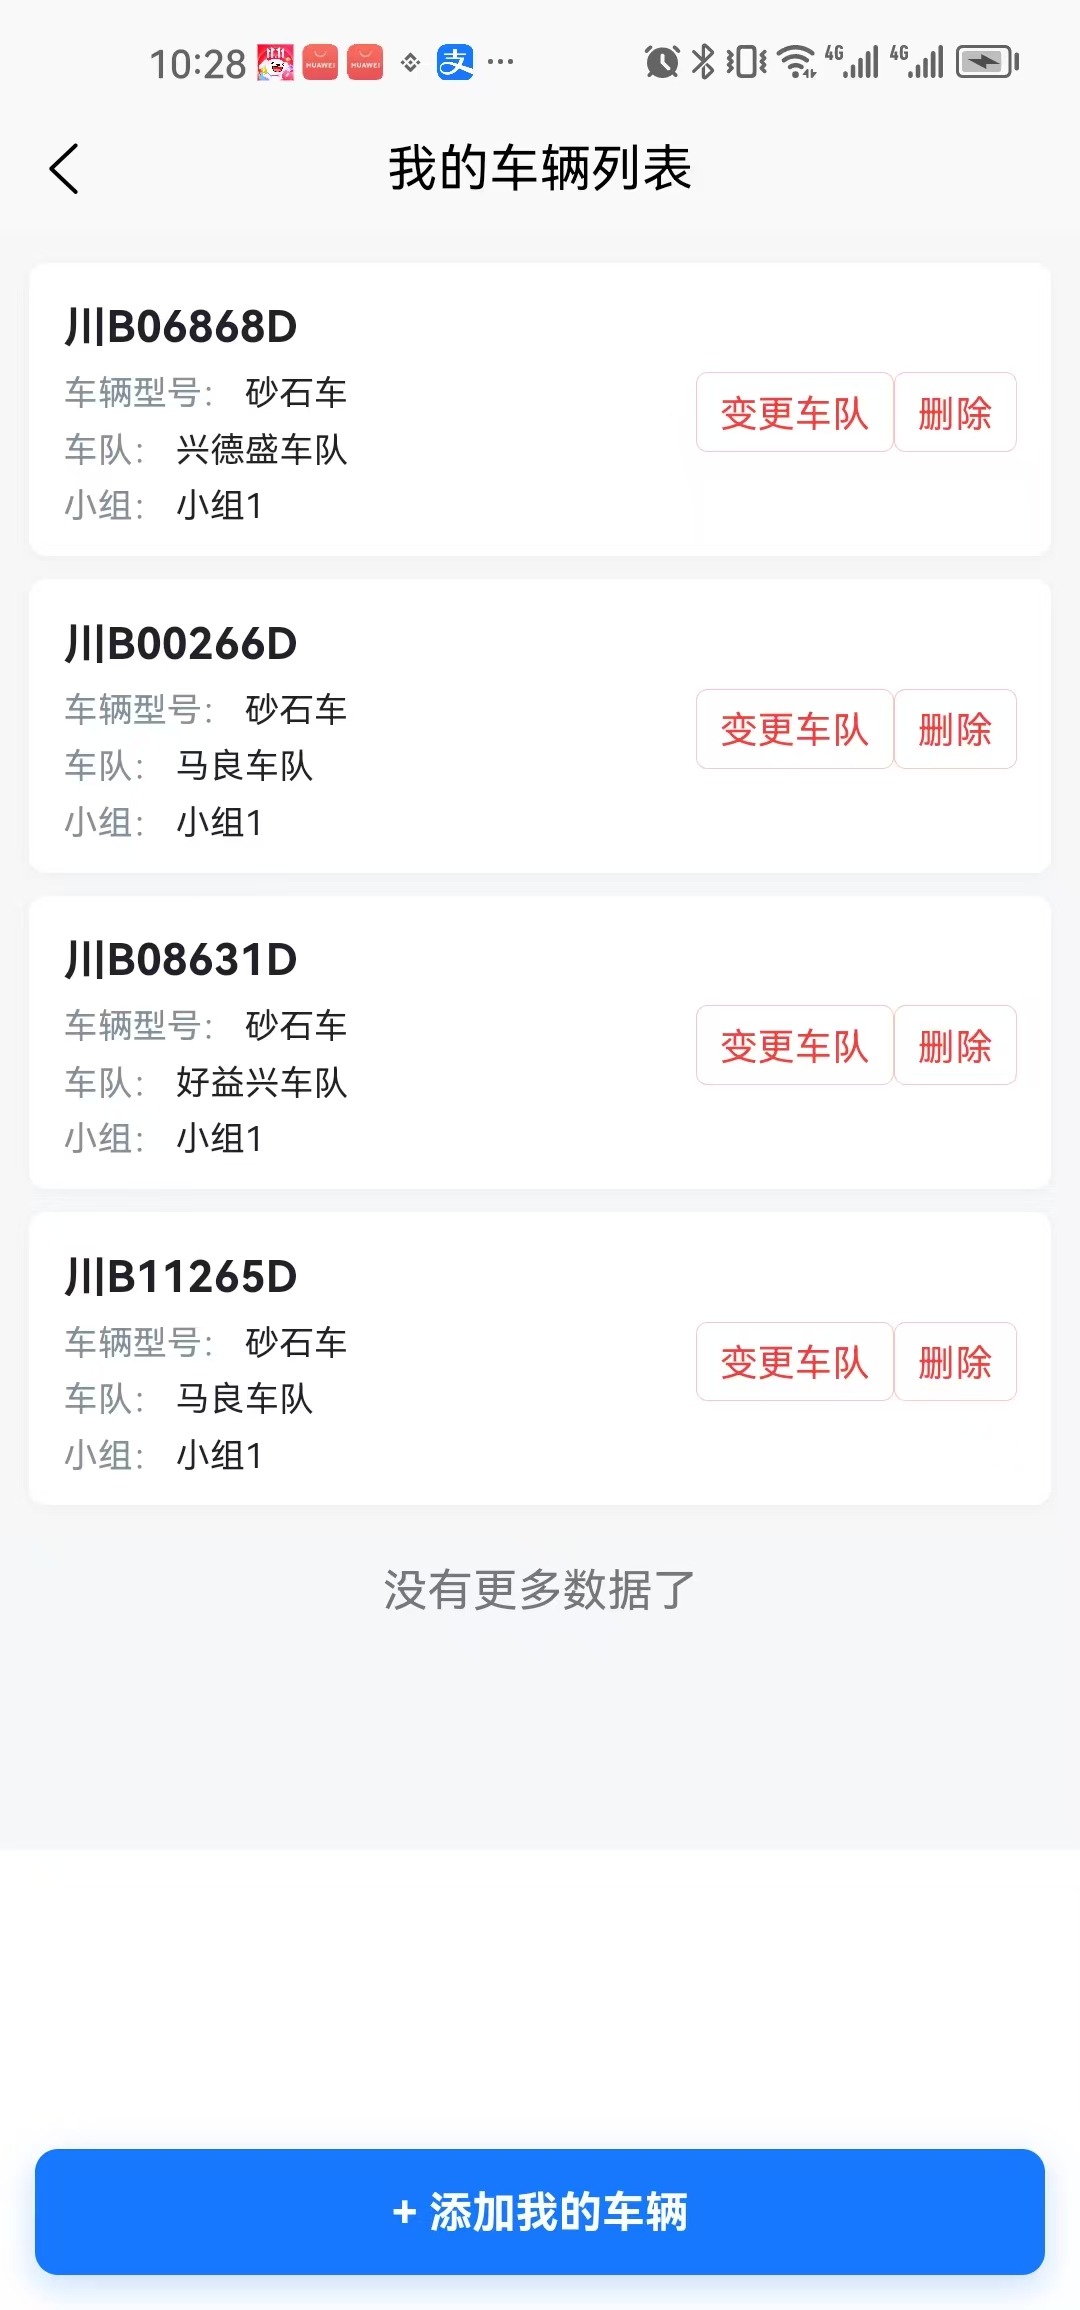 10:28
HUAWEI HUAWEI 支 ··· 4G 4G
我的车辆列表
川B06868D
车辆型号： 砂石车
车队： 兴德盛车队
小组： 小组1
变更车队 删除
川B00266D
车辆型号： 砂石车
车队： 马良车队
小组： 小组1
变更车队 删除
川B08631D
车辆型号： 砂石车
车队： 好益兴车队
小组： 小组1
变更车队 删除
川B11265D
车辆型号： 砂石车
车队： 马良车队
小组： 小组1
变更车队 删除
没有更多数据了
+ 添加我的车辆